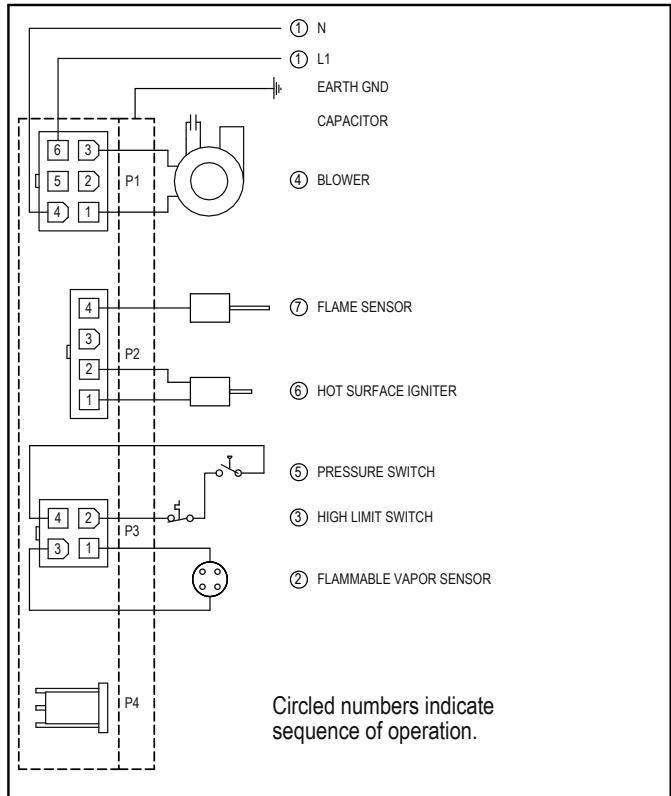 ① N
① L1
EARTH GND
CAPACITOR
6 3
5 2 P1
4 1
④ BLOWER
4
⑦ FLAME SENSOR
3
P2
2
1
⑥ HOT SURFACE IGNITER
⑤ PRESSURE SWITCH
4 2
③ HIGH LIMIT SWITCH
P3
3 1
② FLAMMABLE VAPOR SENSOR
P4
Circled numbers indicate
sequence of operation.